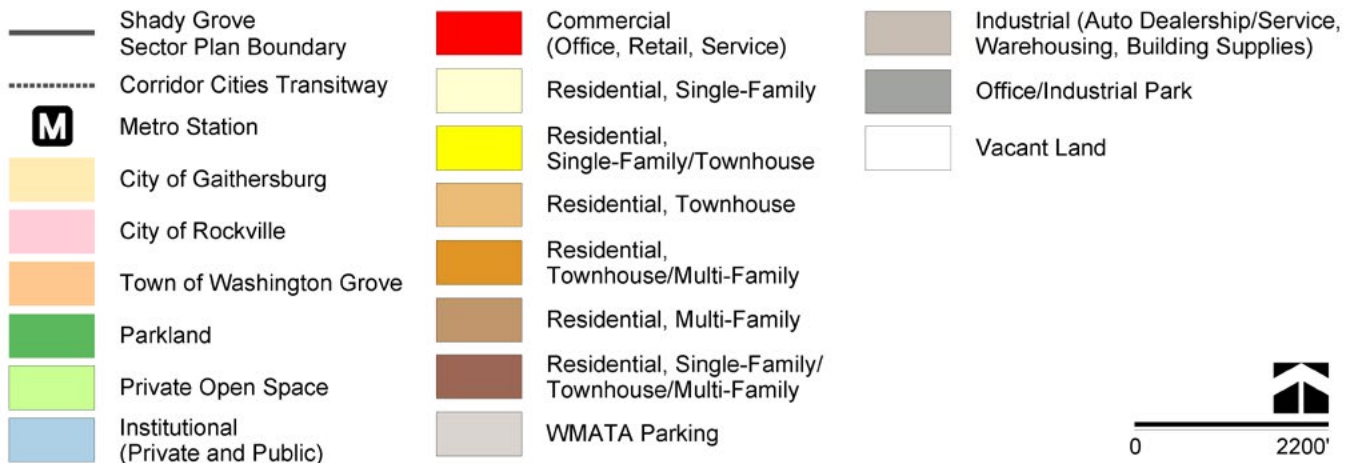 Shady Grove
Sector Plan Boundary
Corridor Cities Transitway
M
Metro Station
City of Gaithersburg
City of Rockville
Town of Washington Grove
Parkland
Private Open Space
Institutional
(Private and Public)
Commercial
(Office, Retail, Service)
Residential, Single-Family
Residential,
Single-Family/Townhouse
Residential, Townhouse
Residential,
Townhouse/Multi-Family
Residential, Multi-Family
Residential, Single-Family/
Townhouse/Multi-Family
WMATA Parking
Industrial (Auto Dealership/Service,
Warehousing, Building Supplies)
Office/Industrial Park
Vacant Land
0 2200'